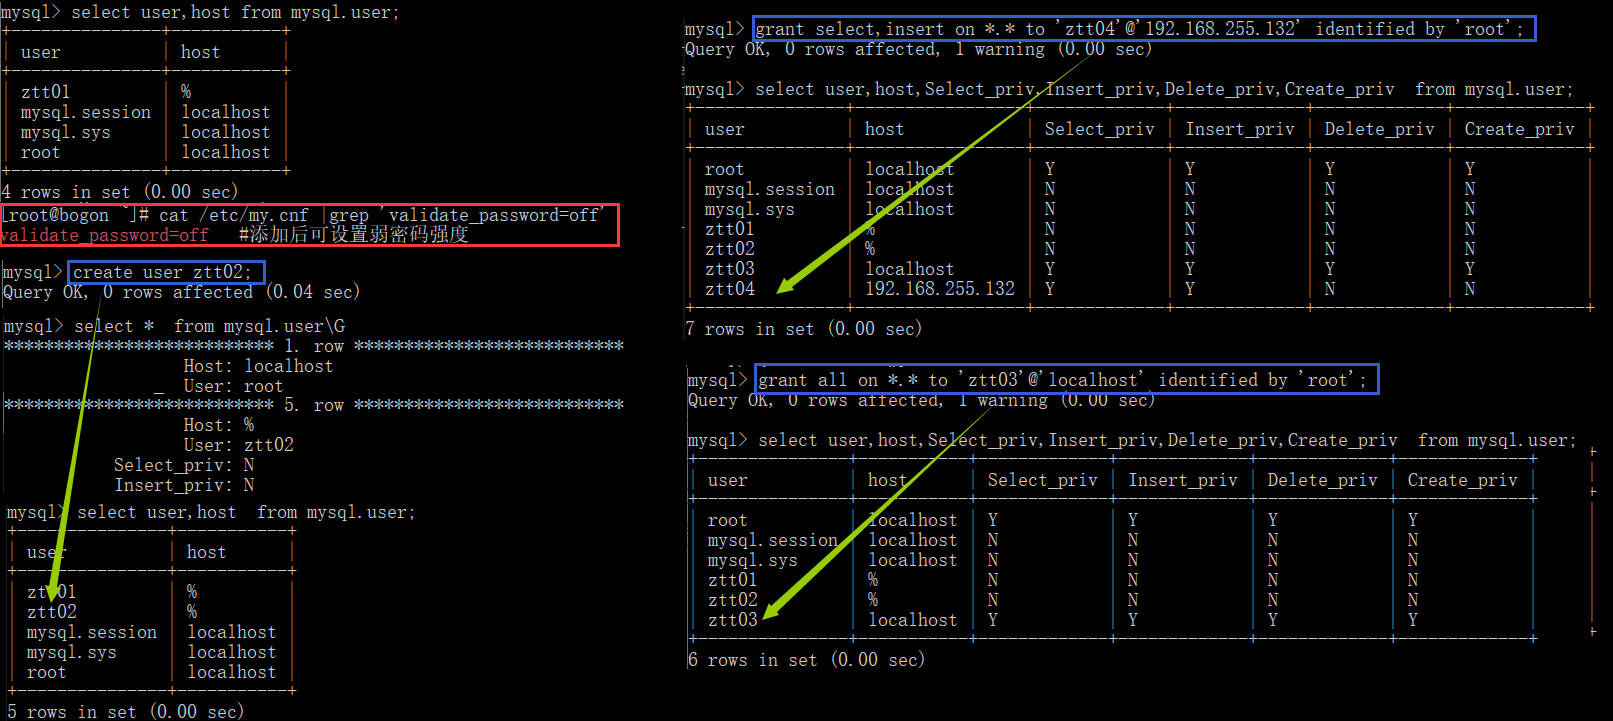 mysql> select user,host from mysql.user;
+---------------+-----------+
| user | host |
+---------------+-----------+
| ztt01 | % |
| mysql.session | localhost |
| mysql.sys | localhost |
| root | localhost |
+---------------+-----------+
4 rows in set (0.00 sec)
[root@bogon ~]# cat /etc/my.cnf |grep 'validate_password=off'
validate_password=off #添加后可设置弱密码强度
mysql> create user ztt02;
Query OK, 0 rows affected (0.04 sec)
mysql> select * from mysql.user\G
*************************** 1. row ***************************
Host: localhost
User: root
*************************** 5. row ***************************
Host: %
User: ztt02
Select_priv: N
Insert_priv: N
mysql> select user,host from mysql.user;
+---------------+-----------+
| user | host |
+---------------+-----------+
| ztt01 | % |
| ztt02 | % |
| mysql.session | localhost |
| mysql.sys | localhost |
| root | localhost |
+---------------+-----------+
5 rows in set (0.00 sec)
mysql> grant select,insert on *.* to 'ztt04'@'192.168.255.132' identified by 'root';
Query OK, 0 rows affected, 1 warning (0.00 sec)
mysql> select user,host,Select_priv,Insert_priv,Delete_priv,Create_priv from mysql.user;
+---------------+-----------------+-------------+-------------+-------------+-------------+
| user | host | Select_priv | Insert_priv | Delete_priv | Create_priv |
+---------------+-----------------+-------------+-------------+-------------+-------------+
| root | localhost | Y | Y | Y | Y |
| mysql.session | localhost | N | N | N | N |
| mysql.sys | localhost | N | N | N | N |
| ztt01 | % | N | N | N | N |
| ztt02 | % | N | N | N | N |
| ztt03 | localhost | Y | Y | Y | Y |
| ztt04 | 192.168.255.132 | Y | Y | N | N |
+---------------+-----------------+-------------+-------------+-------------+-------------+
7 rows in set (0.00 sec)
mysql> grant all on *.* to 'ztt03'@'localhost' identified by 'root';
Query OK, 0 rows affected, 1 warning (0.00 sec)
mysql> select user,host,Select_priv,Insert_priv,Delete_priv,Create_priv from mysql.user;
+---------------+-----------+-------------+-------------+-------------+-------------+
| user | host | Select_priv | Insert_priv | Delete_priv | Create_priv |
+---------------+-----------+-------------+-------------+-------------+-------------+
| root | localhost | Y | Y | Y | Y |
| mysql.session | localhost | N | N | N | N |
| mysql.sys | localhost | N | N | N | N |
| ztt01 | % | N | N | N | N |
| ztt02 | % | N | N | N | N |
| ztt03 | localhost | Y | Y | Y | Y |
+---------------+-----------+-------------+-------------+-------------+-------------+
6 rows in set (0.00 sec)